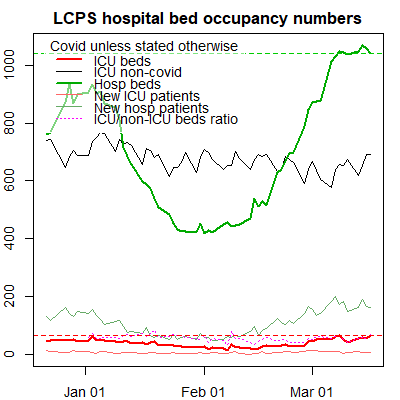 LCPS hospital bed occupancy numbers
Covid unless stated otherwise
ICU beds
ICU non-covid
Hosp beds
New ICU patients
New hosp patients
ICU/non-ICU beds ratio
1000
800
600
400
200
0
Jan 01 Feb 01 Mar 01